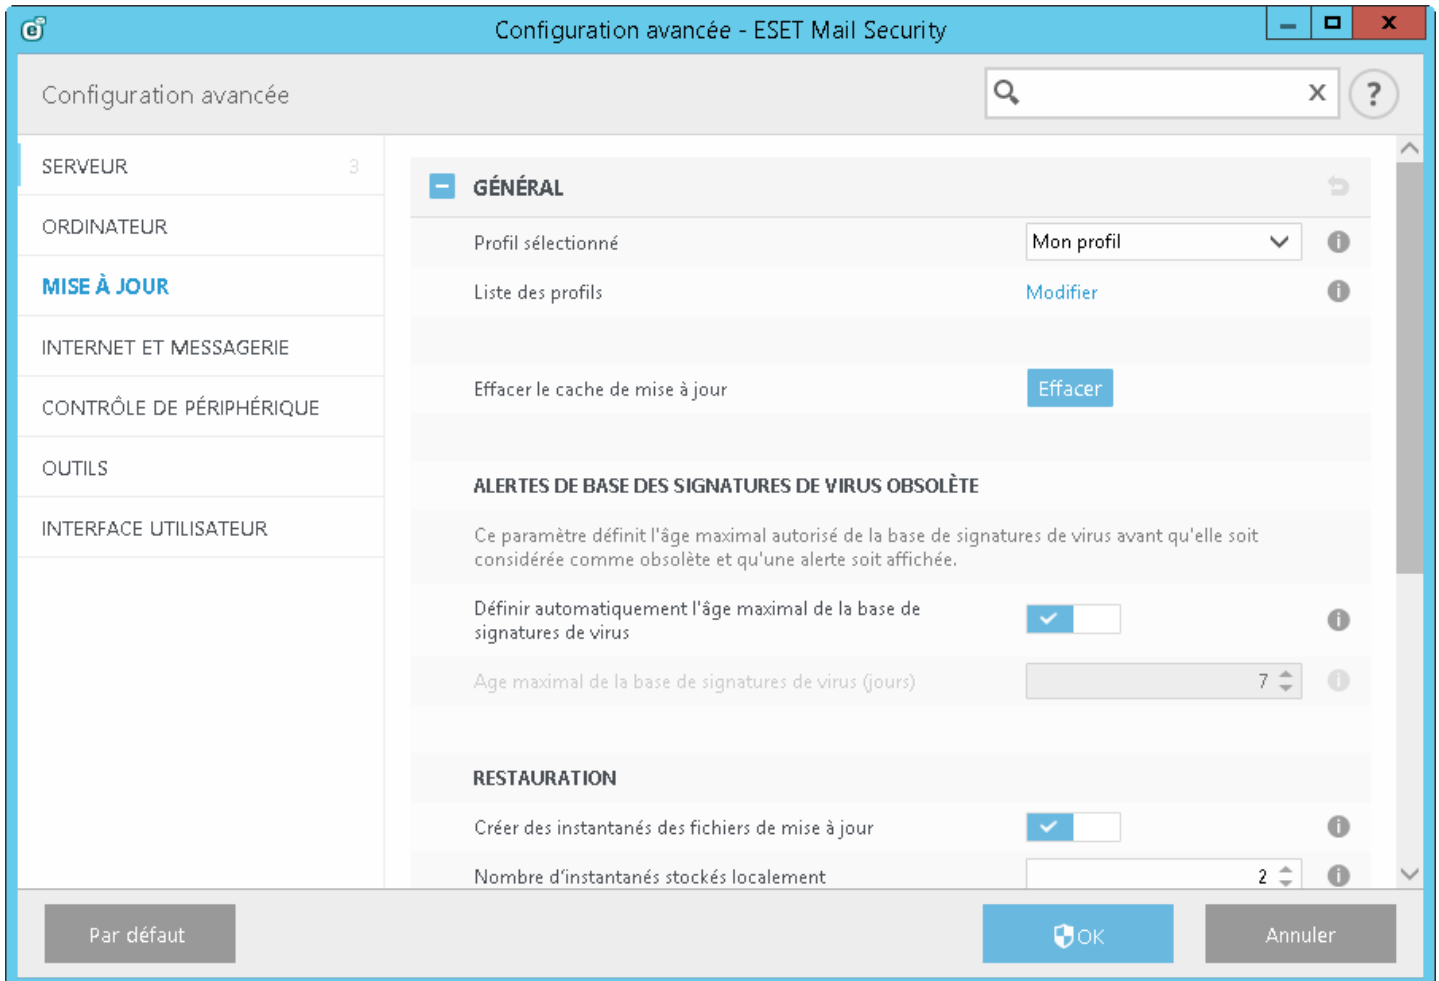 Configuration avancée - ESET Mail Security
Configuration avancée
SERVEUR 3
ORDINATEUR
MISE À JOUR
INTERNET ET MESSAGERIE
CONTRÔLE DE PÉRIPHÉRIQUE
OUTILS
INTERFACE UTILISATEUR
GÉNÉRAL
Profil sélectionné Mon profil
Liste des profils Modifier
Effacer le cache de mise à jour Effacer
ALERTES DE BASE DES SIGNATURES DE VIRUS OBSOLÈTE
Ce paramètre définit l'âge maximal autorisé de la base de signatures de virus avant qu'elle soit
considérée comme obsolète et qu'une alerte soit affichée.
Définir automatiquement l'âge maximal de la base de
signatures de virus
Age maximal de la base de signatures de virus (jours) 7
RESTAURATION
Créer des instantanés des fichiers de mise à jour
Nombre d'instantanés stockés localement 2
Par défaut OK Annuler